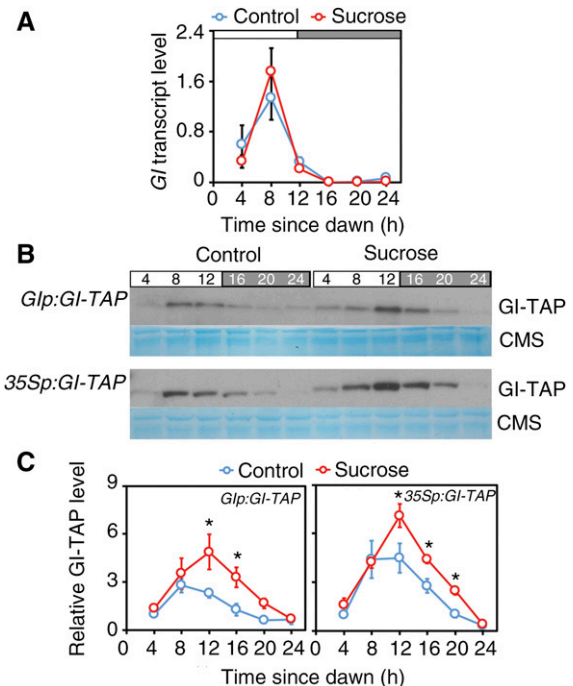 A
Control Sucrose
GI transcript level
2.4
1.6
0.8
0
0 4 8 12 16 20 24
Time since dawn (h)
B
Control Sucrose
4 8 12 16 20 24 4 8 12 16 20 24
GIp:GI-TAP GI-TAP
CMS
35Sp:GI-TAP GI-TAP
CMS
C
Control Sucrose
Relative GI-TAP level
9
6
3
0
GIp:GI-TAP
* *
* 35Sp:GI-TAP
* *
0 4 8 12 16 20 24 0 4 8 12 16 20 24
Time since dawn (h)